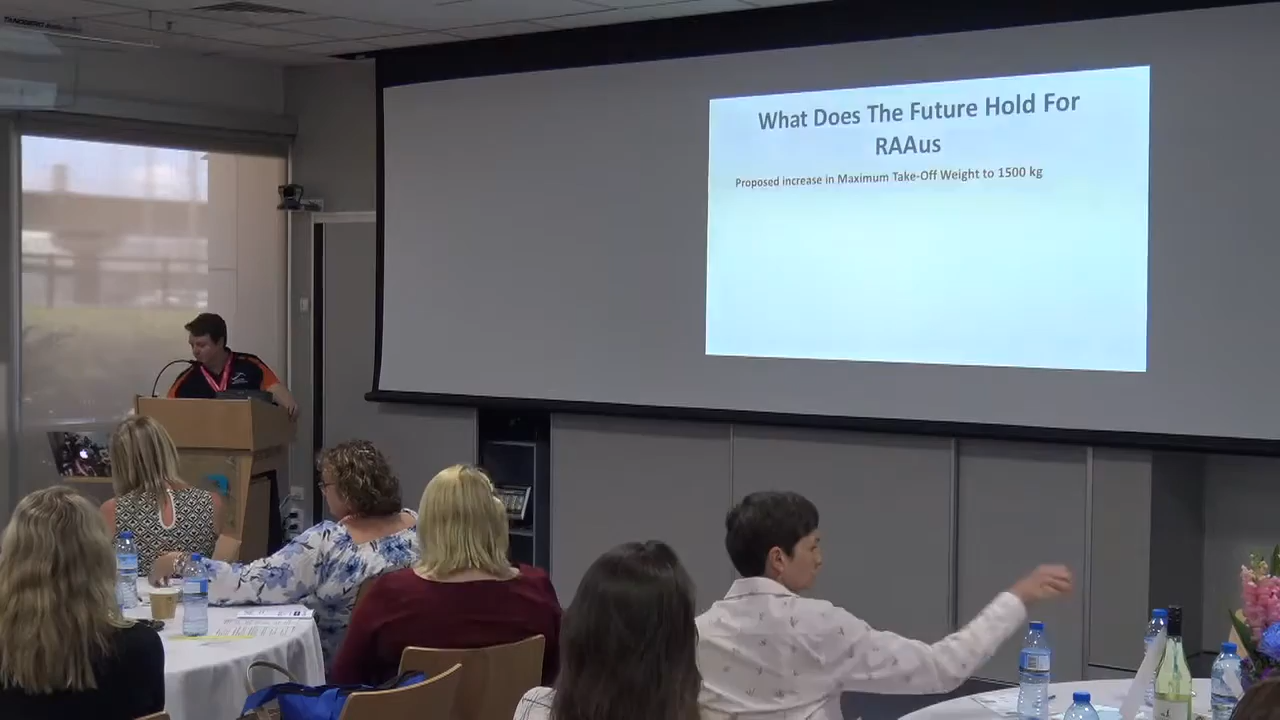 What Does The Future Hold For
RAAus
Proposed increase in Maximum Take-Off Weight to 1500 kg